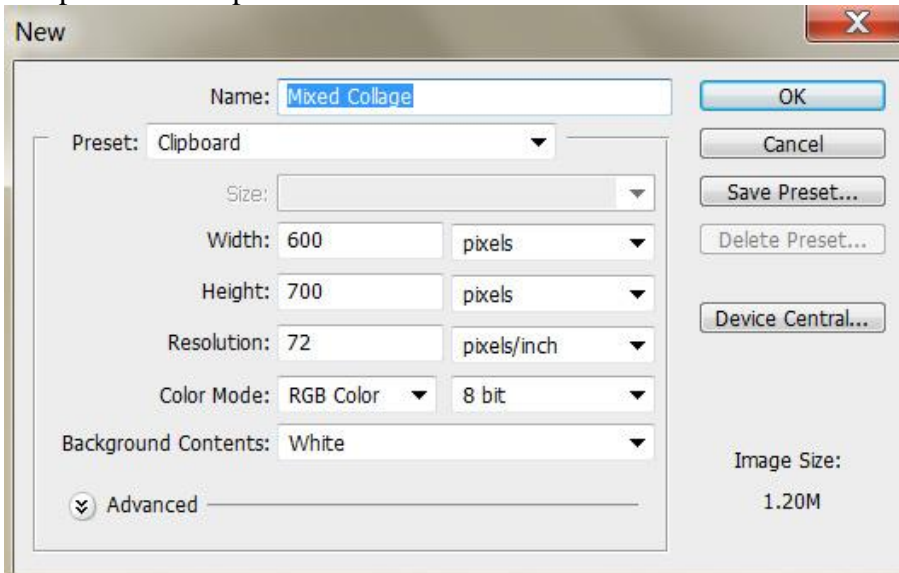 New
Name: Mixed Collage
OK
Preset: Clipboard
Cancel
Size:
Save Preset...
Width: 600 pixels
Delete Preset...
Height: 700 pixels
Device Central...
Resolution: 72 pixels/inch
Color Mode: RGB Color 8 bit
Background Contents: White
Image Size:
Advanced
1.20M